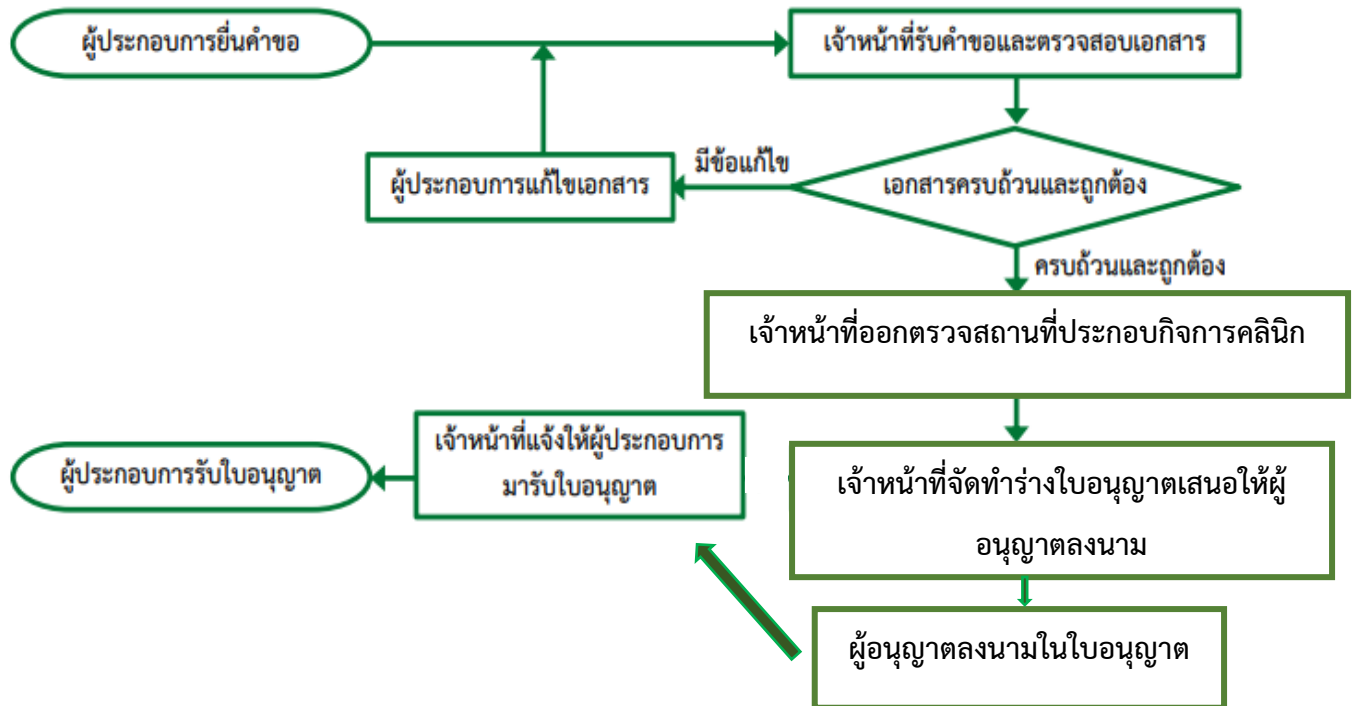 ผู้ประกอบการยื่นคำขอ
เจ้าหน้าที่รับคำขอและตรวจสอบเอกสาร
มีข้อแก้ไข
ผู้ประกอบการแก้ไขเอกสาร
เอกสารครบถ้วนและถูกต้อง
ครบถ้วนและถูกต้อง
เจ้าหน้าที่ออกตรวจสถานที่ประกอบกิจการคลินิก
เจ้าหน้าที่แจ้งให้ผู้ประกอบการ
มารับใบอนุญาต
ผู้ประกอบการรับใบอนุญาต
เจ้าหน้าที่จัดทำร่างใบอนุญาตเสนอให้ผู้
อนุญาตลงนาม
ผู้อนุญาตลงนามในใบอนุญาต